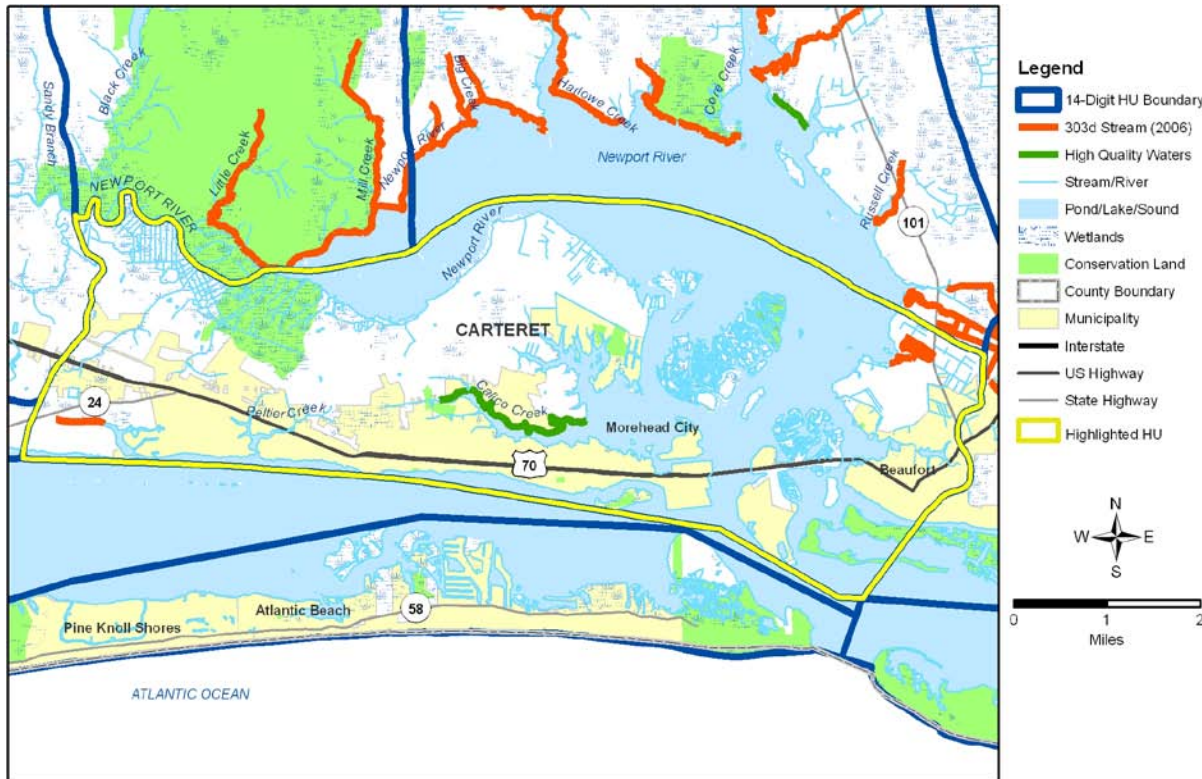 Sandy Branch
Black Creek
NEWPORT RIVER
Little Creek
Mill Creek
Newport River
Big Creek
Harlowe Creek
Core Creek
Newport River
Russell Creek
101
Newport River
CARTERET
24
Peltier Creek
Calico Creek
Morehead City
70
Beaufort
Atlantic Beach
58
Pine Knoll Shores
ATLANTIC OCEAN
Legend
14-Digit HU Boundary
303d Stream (2006)
High Quality Waters
Stream/River
Pond/Lake/Sound
Wetlands
Conservation Land
County Boundary
Municipality
Interstate
US Highway
State Highway
Highlighted HU
N
W E
S
0 1 2
Miles